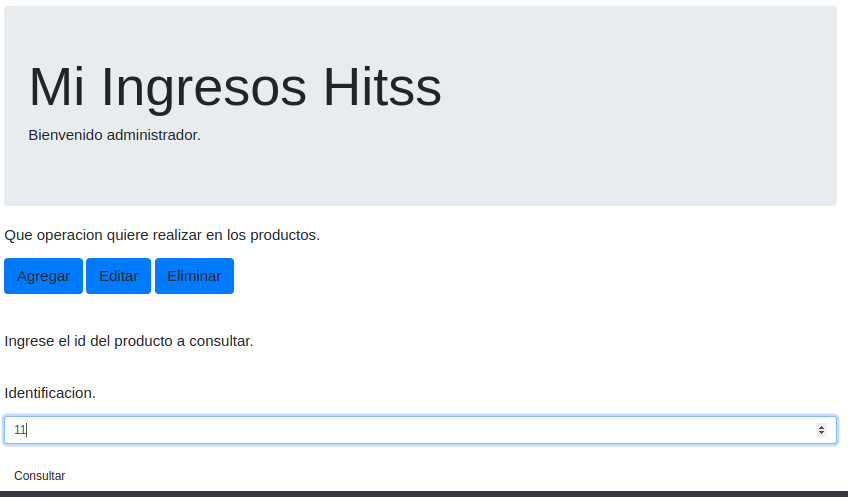 Mi Ingresos Hitss
Bienvenido administrador.
Que operacion quiere realizar en los productos.
Agregar Editar Eliminar
Ingrese el id del producto a consultar.
Identificacion.
11
Consultar